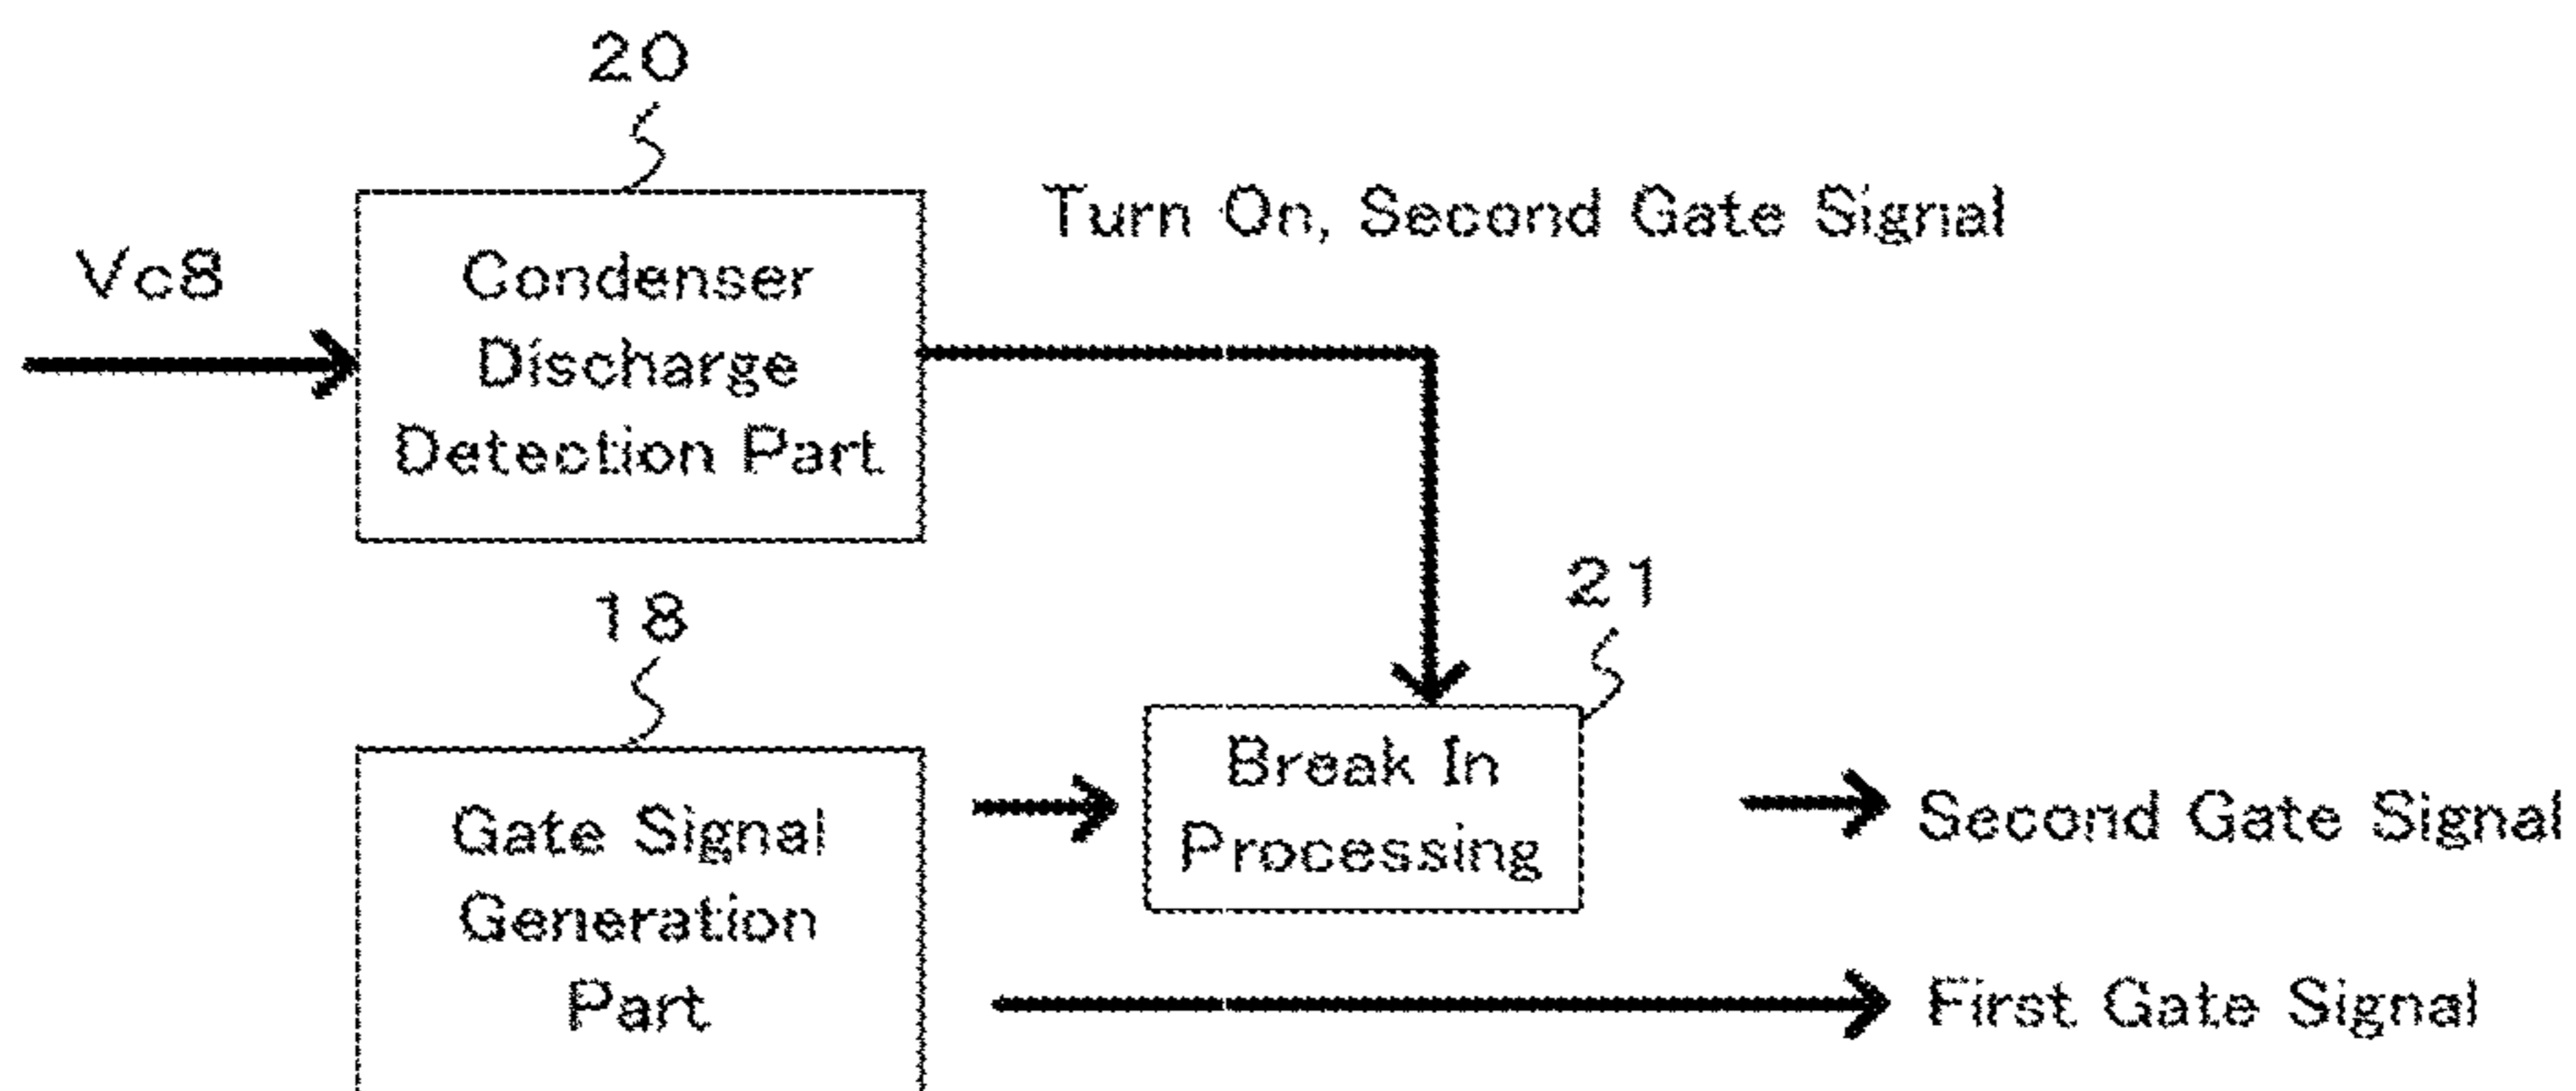 20
Turn On, Second Gate Signal
Vc8
Condenser
Discharge
Detection Part
21
18
Break In
Processing
Gate Signal
Generation
Part
Second Gate Signal
First Gate Signal